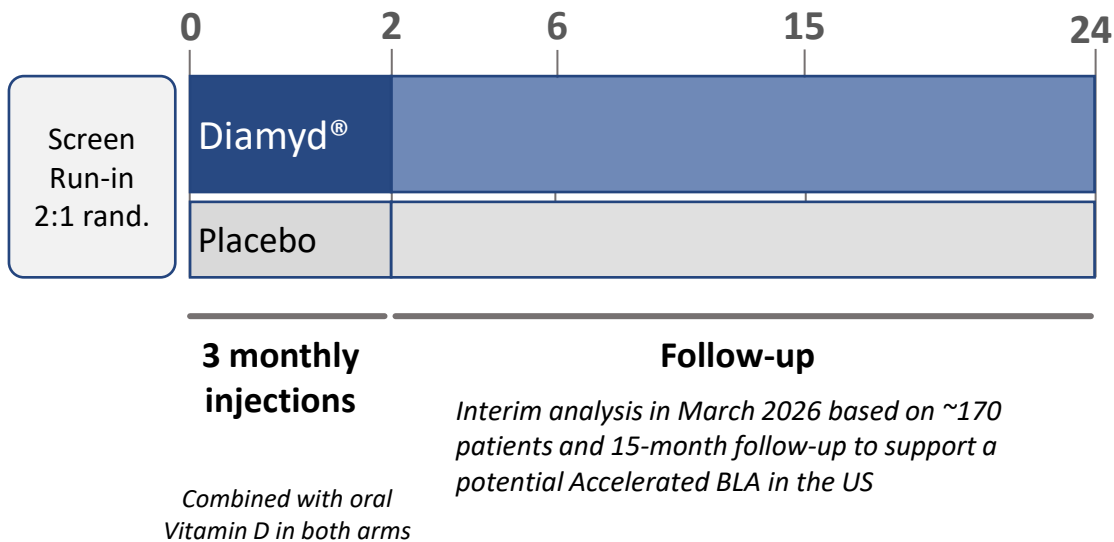 0 2 6 15 24
Screen
Run-in
2:1 rand.
Diamyd®
Placebo
3 monthly
injections
Combined with oral
Vitamin D in both arms
Follow-up
Interim analysis in March 2026 based on ~170
patients and 15-month follow-up to support a
potential Accelerated BLA in the US